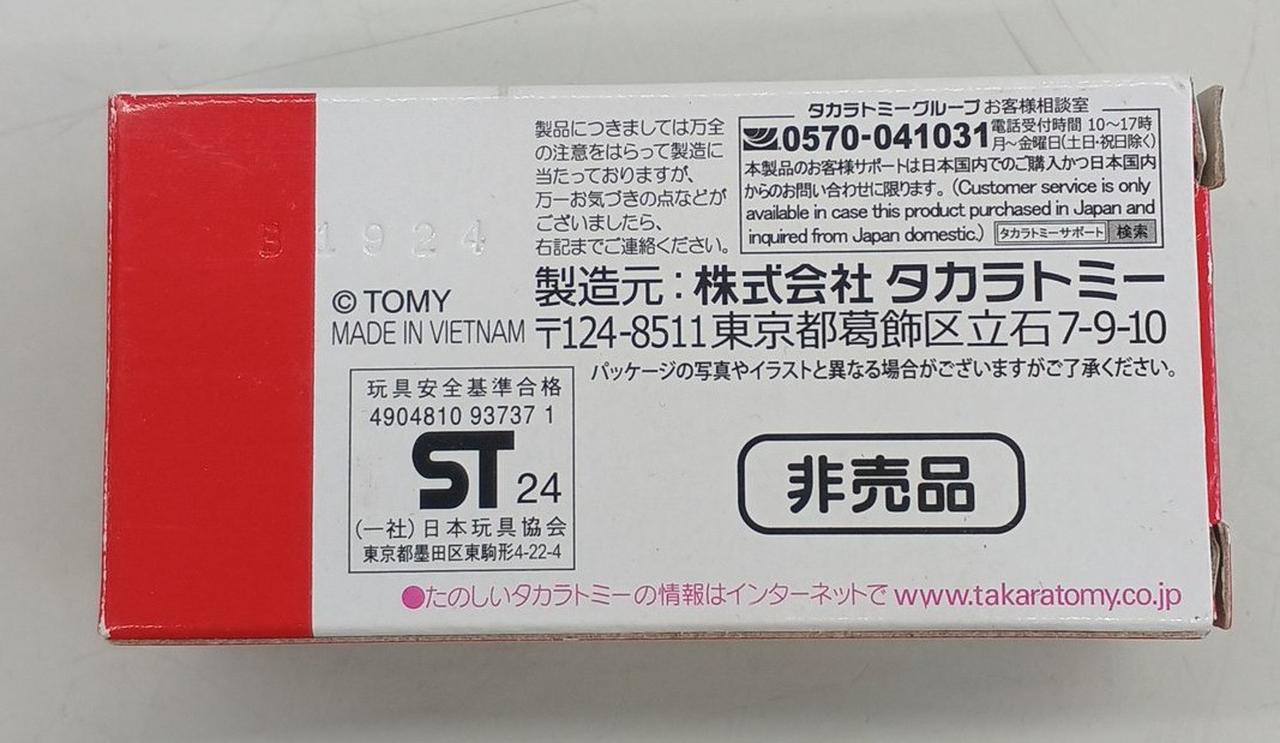 製品につきましては万全
の注意をはらって製造に
当たっておりますが、
万一お気づきの点などが
ございましたら、
右記までご連絡ください。
タカラトミーグループ お客様相談室
0570-041031 電話受付時間 10〜17時
月〜金曜日(土日・祝日除く)
本製品のお客様サポートは日本国内でのご購入かつ日本国内
からのお問い合わせに限ります。(Customer service is only
available in case this product purchased in Japan and
inquired from Japan domestic.) タカラトミーサポート 検索
1924
© TOMY
MADE IN VIETNAM
製造元:株式会社 タカラトミー
〒124-8511 東京都葛飾区立石 7-9-10
パッケージの写真やイラストと異なる場合がございますがご了承ください。
玩具安全基準合格
4904810 93737 1
ST 24
(一社)日本玩具協会
東京都墨田区東駒形4-22-4
非売品
●たのしいタカラトミーの情報はインターネットで www.takaratomy.co.jp